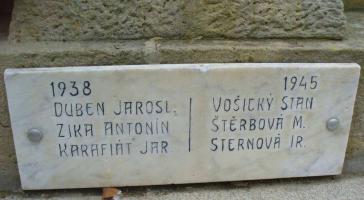 1938 1945
DUBEN JAROSL.
ZIKA ANTONÍN
KARAFIÁT JAR
VOŠICKÝ STAN
ŠTĚRBOVÁ M.
STERNOVÁ IR.